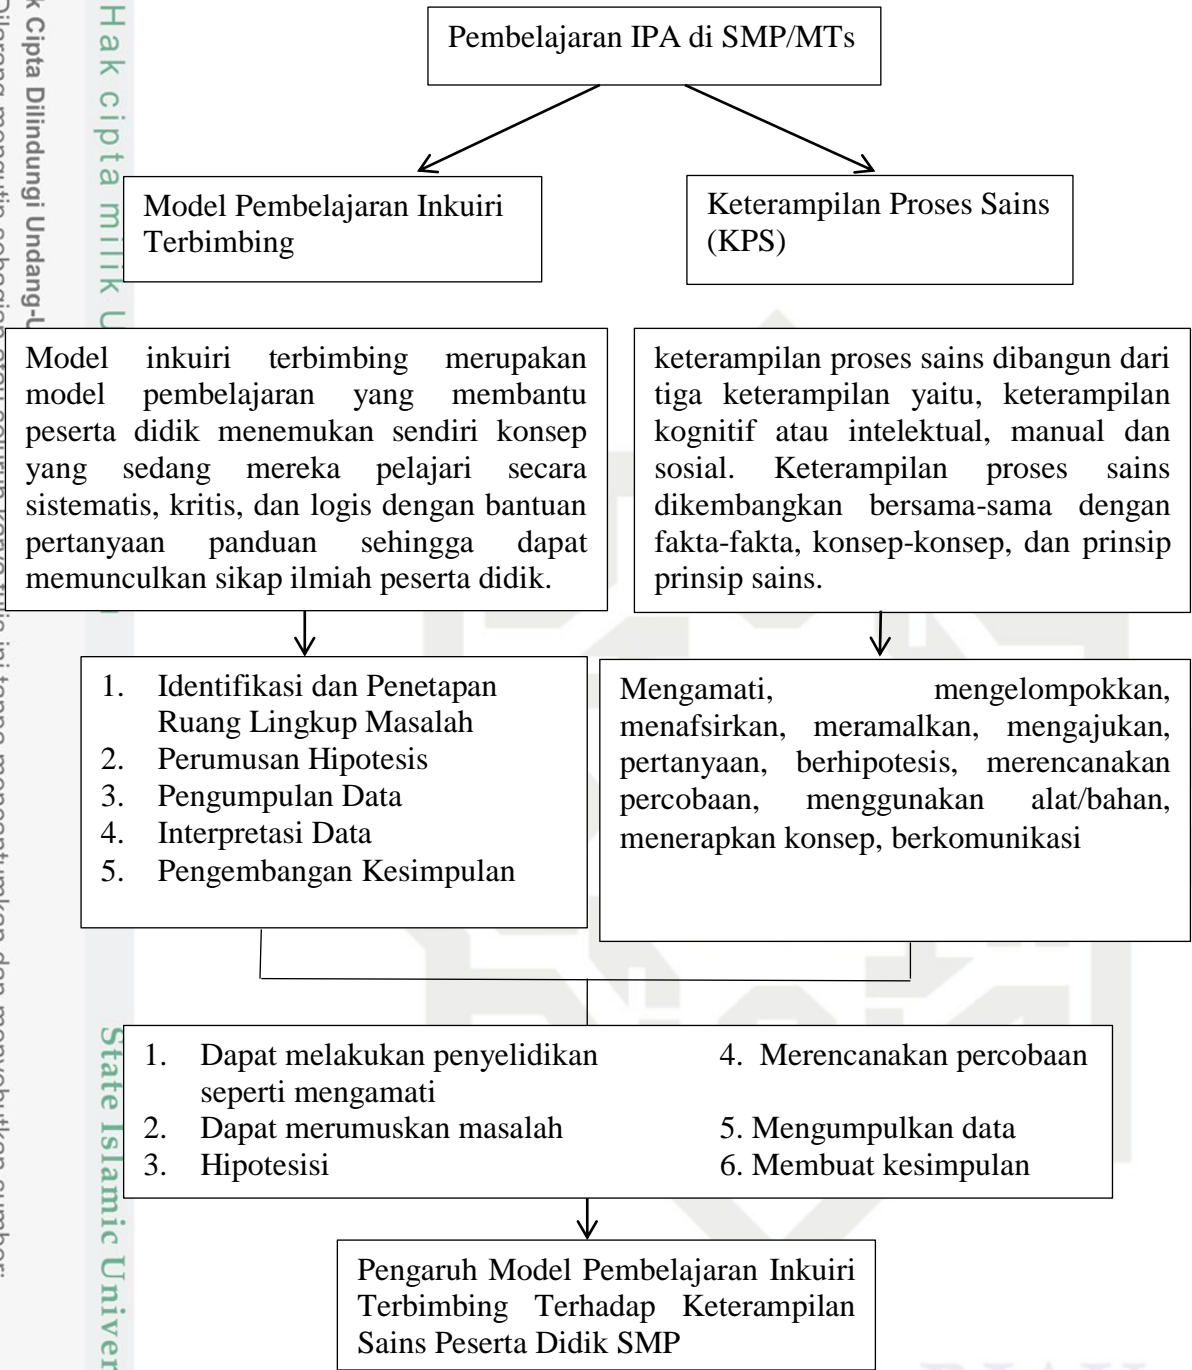 Pembelajaran IPA di SMP/MTs
Model Pembelajaran Inkuiri
Terbimbing
Keterampilan Proses Sains
(KPS)
Model inkuiri terbimbing merupakan
model pembelajaran yang membantu
peserta didik menemukan sendiri konsep
yang sedang mereka pelajari secara
sistematis, kritis, dan logis dengan bantuan
pertanyaan panduan sehingga dapat
memunculkan sikap ilmiah peserta didik.
keterampilan proses sains dibangun dari
tiga keterampilan yaitu, keterampilan
kognitif atau intelektual, manual dan
sosial. Keterampilan proses sains
dikembangkan bersama-sama dengan
fakta-fakta, konsep-konsep, dan prinsip
prinsip sains.
1. Identifikasi dan Penetapan
Ruang Lingkup Masalah
2. Perumusan Hipotesis
3. Pengumpulan Data
4. Interpretasi Data
5. Pengembangan Kesimpulan
Mengamati, mengelompokkan,
menafsirkan, meramalkan, mengajukan,
pertanyaan, berhipotesis, merencanakan
percobaan, menggunakan alat/bahan,
menerapkan konsep, berkomunikasi
1. Dapat melakukan penyelidikan
seperti mengamati
2. Dapat merumuskan masalah
3. Hipotesisi
4. Merencanakan percobaan
5. Mengumpulkan data
6. Membuat kesimpulan
Pengaruh Model Pembelajaran Inkuiri
Terbimbing Terhadap Keterampilan
Sains Peserta Didik SMP
Hak cipta milik U
State Islamic Univer
Cipta Dilindungi Undang-U